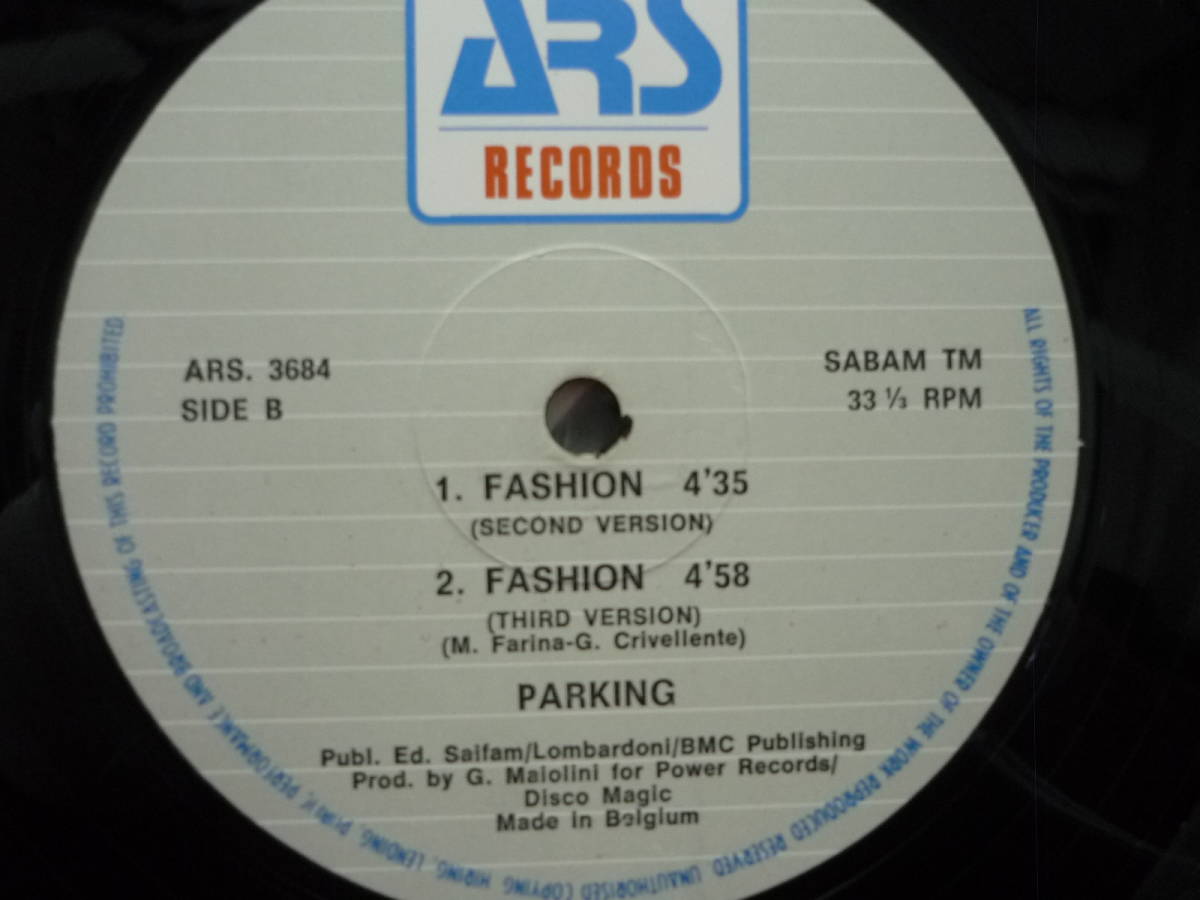 ARS
RECORDS
ARS. 3684
SIDE B
SABAM TM
33 ⅓ RPM
1. FASHION 4'35
(SECOND VERSION)
2. FASHION 4'58
(THIRD VERSION)
(M. Farina-G. Crivellente)
PARKING
Publ. Ed. Saifam/Lombardoni/BMC Publishing
Prod. by G. Maiolini for Power Records/
Disco Magic
Made in Belgium
ALL RIGHTS OF THE PRODUCER AND OF THE OWNER OF THE WORK REPRODUCED RESERVED. UNAUTHORISED COPYING, HIRING, LENDING, PUBLIC PERFORMANCE AND BROADCASTING OF THIS RECORD PROHIBITED